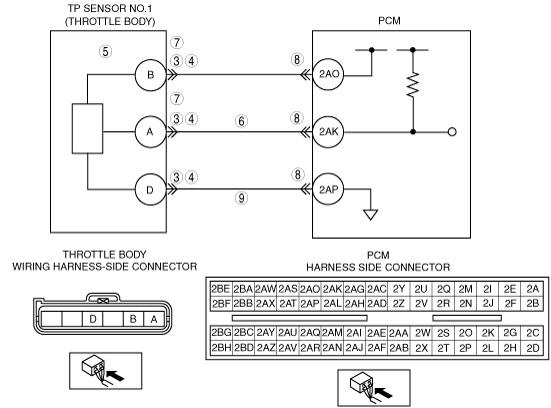 TP SENSOR NO.1
(THROTTLE BODY)
PCM
5
7
3 4
8
B
2AO
7
3 4
6
8
A
2AK
3 4
8
D
2AP
9
THROTTLE BODY
WIRING HARNESS-SIDE CONNECTOR
D B A
PCM
HARNESS SIDE CONNECTOR
2BE 2BA 2AW 2AS 2AO 2AK 2AG 2AC 2Y 2U 2Q 2M 2I 2E 2A
2BF 2BB 2AX 2AT 2AP 2AL 2AH 2AD 2Z 2V 2R 2N 2J 2F 2B
2BG 2BC 2AY 2AU 2AQ 2AM 2AI 2AE 2AA 2W 2S 2O 2K 2G 2C
2BH 2BD 2AZ 2AV 2AR 2AN 2AJ 2AF 2AB 2X 2T 2P 2L 2H 2D